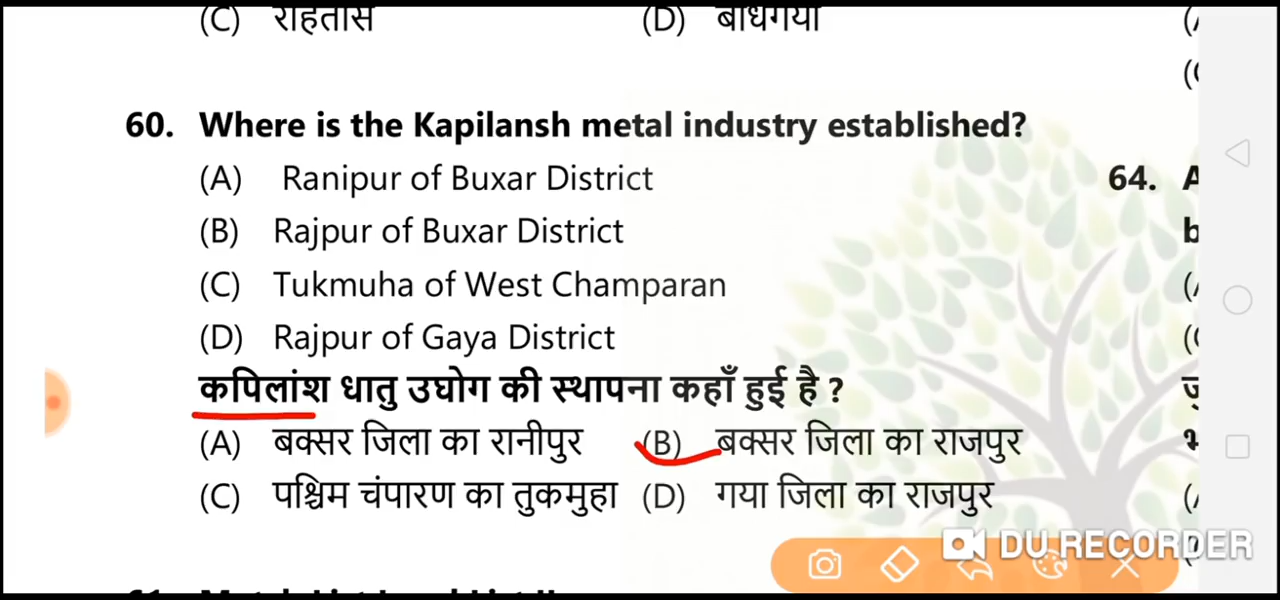 (C) रोहतास (D) बोधगया
60. Where is the Kapilansh metal industry established?
(A) Ranipur of Buxar District
(B) Rajpur of Buxar District
(C) Tukmuha of West Champaran
(D) Rajpur of Gaya District
कपिलांश धातु उघोग की स्थापना कहाँ हुई है ?
(A) बक्सर जिला का रानीपुर (B) बक्सर जिला का राजपुर
(C) पश्चिम चंपारण का तुकमुहा (D) गया जिला का राजपुर
64. A
b
DU RECORDER